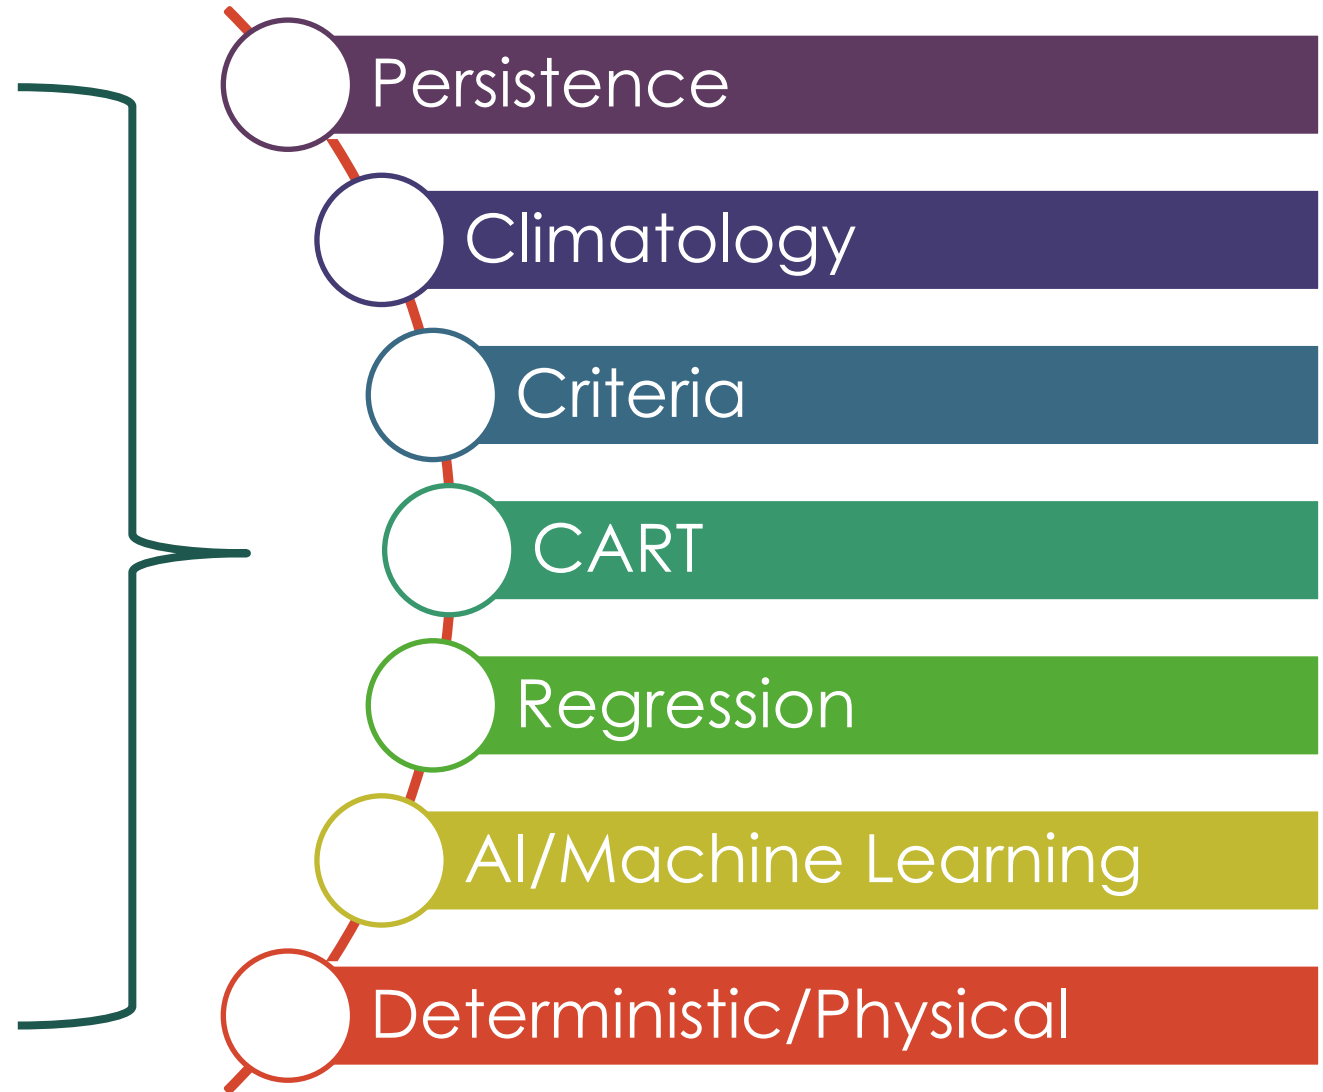 Persistence
Climatology
Criteria
CART
Regression
AI/Machine Learning
Deterministic/Physical